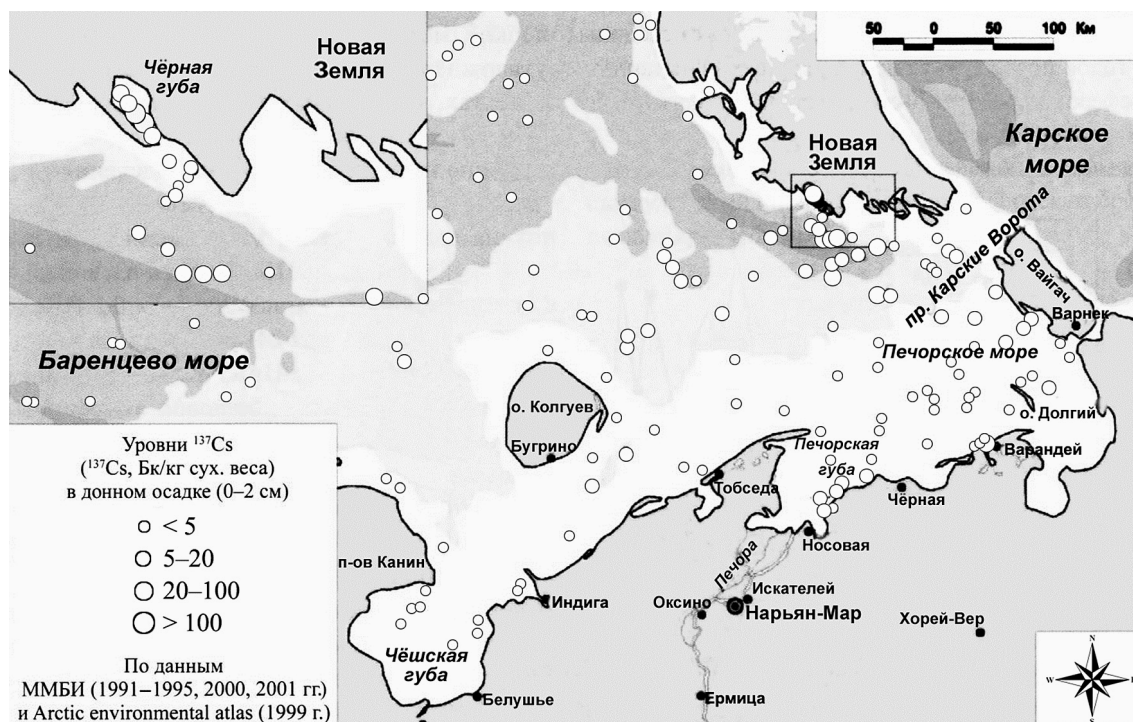 50 0 50 100 Км
Новая
Земля
Чёрная
губа
Новая
Земля
Карское
море
пр. Карские Ворота
о. Вайгач
Варнек
Баренцево море
Печорское море
о. Колгуев
Бугрино
о. Долгий
Печорская
губа
Варандей
Тобседа
Чёрная
Носовая
Печора
п-ов Канин
Индига
Оксино
Искателей
Нарьян-Мар
Хорей-Вер
Чёшская
губа
Белушье
Ермица
Уровни ¹³⁷Cs
(¹³⁷Cs, Бк/кг сух. веса)
в донном осадке (0–2 см)
< 5
5–20
20–100
> 100
По данным
ММБИ (1991–1995, 2000, 2001 гг.)
и Arctic environmental atlas (1999 г.)
N
W E
S